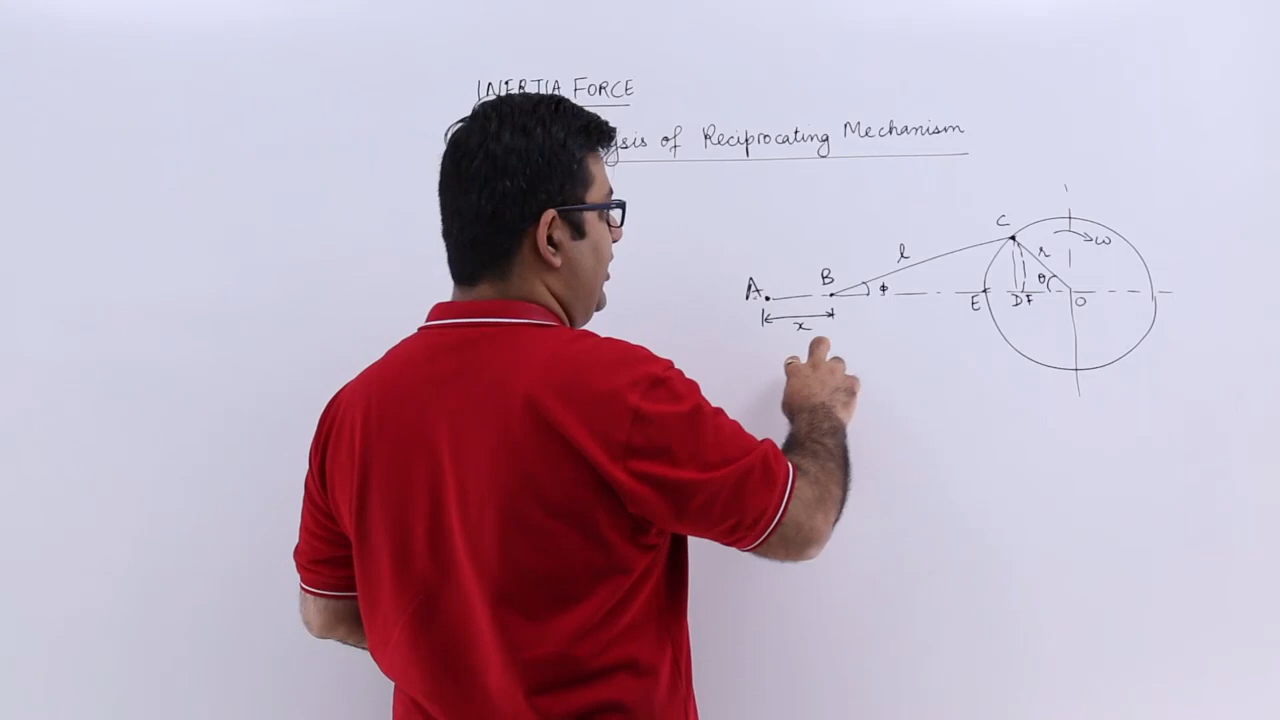 INERTIA FORCE
of Reciprocating Mechanism
C
ω
l
r
A
B
ϕ
θ
E
D F
O
x